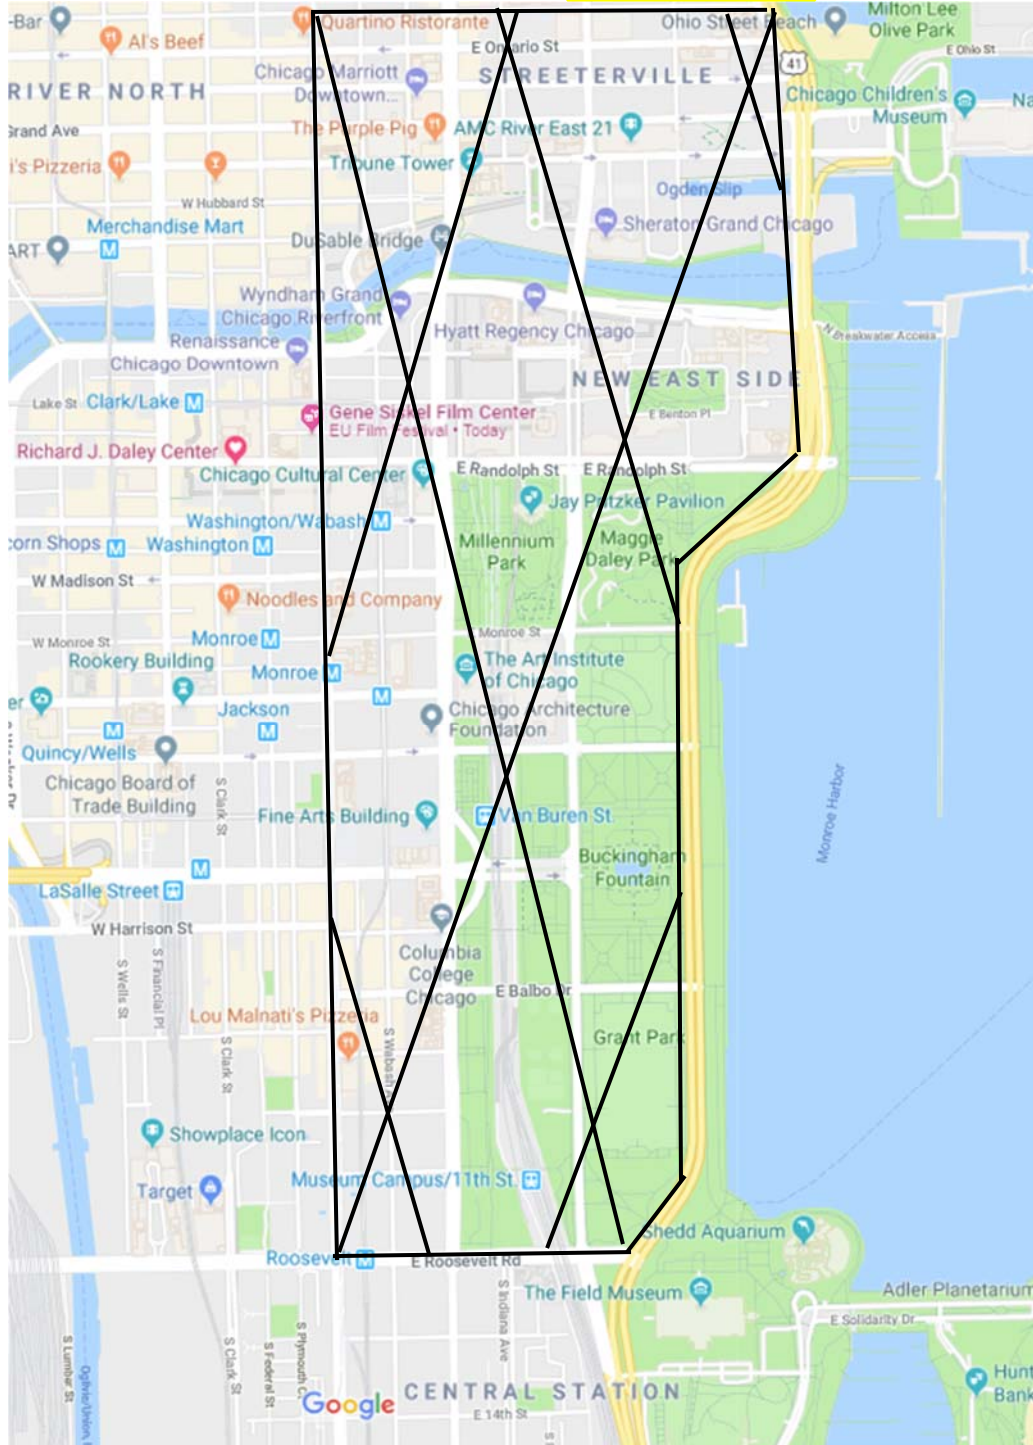 -Bar
Quartino Ristorante
Ohio Street Beach
Milton Lee
Olive Park
Al's Beef
E Ontario St
E Ohio St
41
Chicago Marriott
Downtown...
STREETERVILLE
RIVER NORTH
Chicago Children's
Museum
Na
Grand Ave
The Purple Pig
AMC River East 21
i's Pizzeria
Tribune Tower
Ogden Slip
W Hubbard St
Merchandise Mart
M
Sheraton Grand Chicago
ART
DuSable Bridge
Wyndham Grand
Chicago Riverfront
Hyatt Regency Chicago
N Breakwater Access
Renaissance
Chicago Downtown
NEW EAST SIDE
Lake St
Clark/Lake M
Gene Siskel Film Center
EU Film Festival • Today
E Benton Pl
Richard J. Daley Center
Chicago Cultural Center
E Randolph St
E Randolph St
Jay Pritzker Pavilion
Washington/Wabash M
corn Shops M
Washington M
Millennium
Park
Maggie
Daley Park
W Madison St
Noodles and Company
W Monroe St
Monroe M
Monroe St
Rookery Building
Monroe M
The Art Institute
of Chicago
er
M
Jackson
M
M
Chicago Architecture
Foundation
Quincy/Wells
Chicago Board of
Trade Building
S Clark St
Monroe Harbor
Fine Arts Building
Van Buren St.
M
Buckingham
Fountain
LaSalle Street
W Harrison St
Columbia
College
Chicago
S Wells St
S Financial Pl
E Balbo Dr
Lou Malnati's Pizzeria
Grant Park
S Clark St
S Wabash A
Showplace Icon
Museum Campus/11th St.
Target
Shedd Aquarium
Roosevelt M
E Roosevelt Rd
The Field Museum
Adler Planetarium
E Solidarity Dr
S Indiana Ave
S Lumber St
S Clark St
S Federal St
S Plymouth Ct
Ogilvie/Union,
Hunt
Bank
CENTRAL STATION
Google
E 14th St